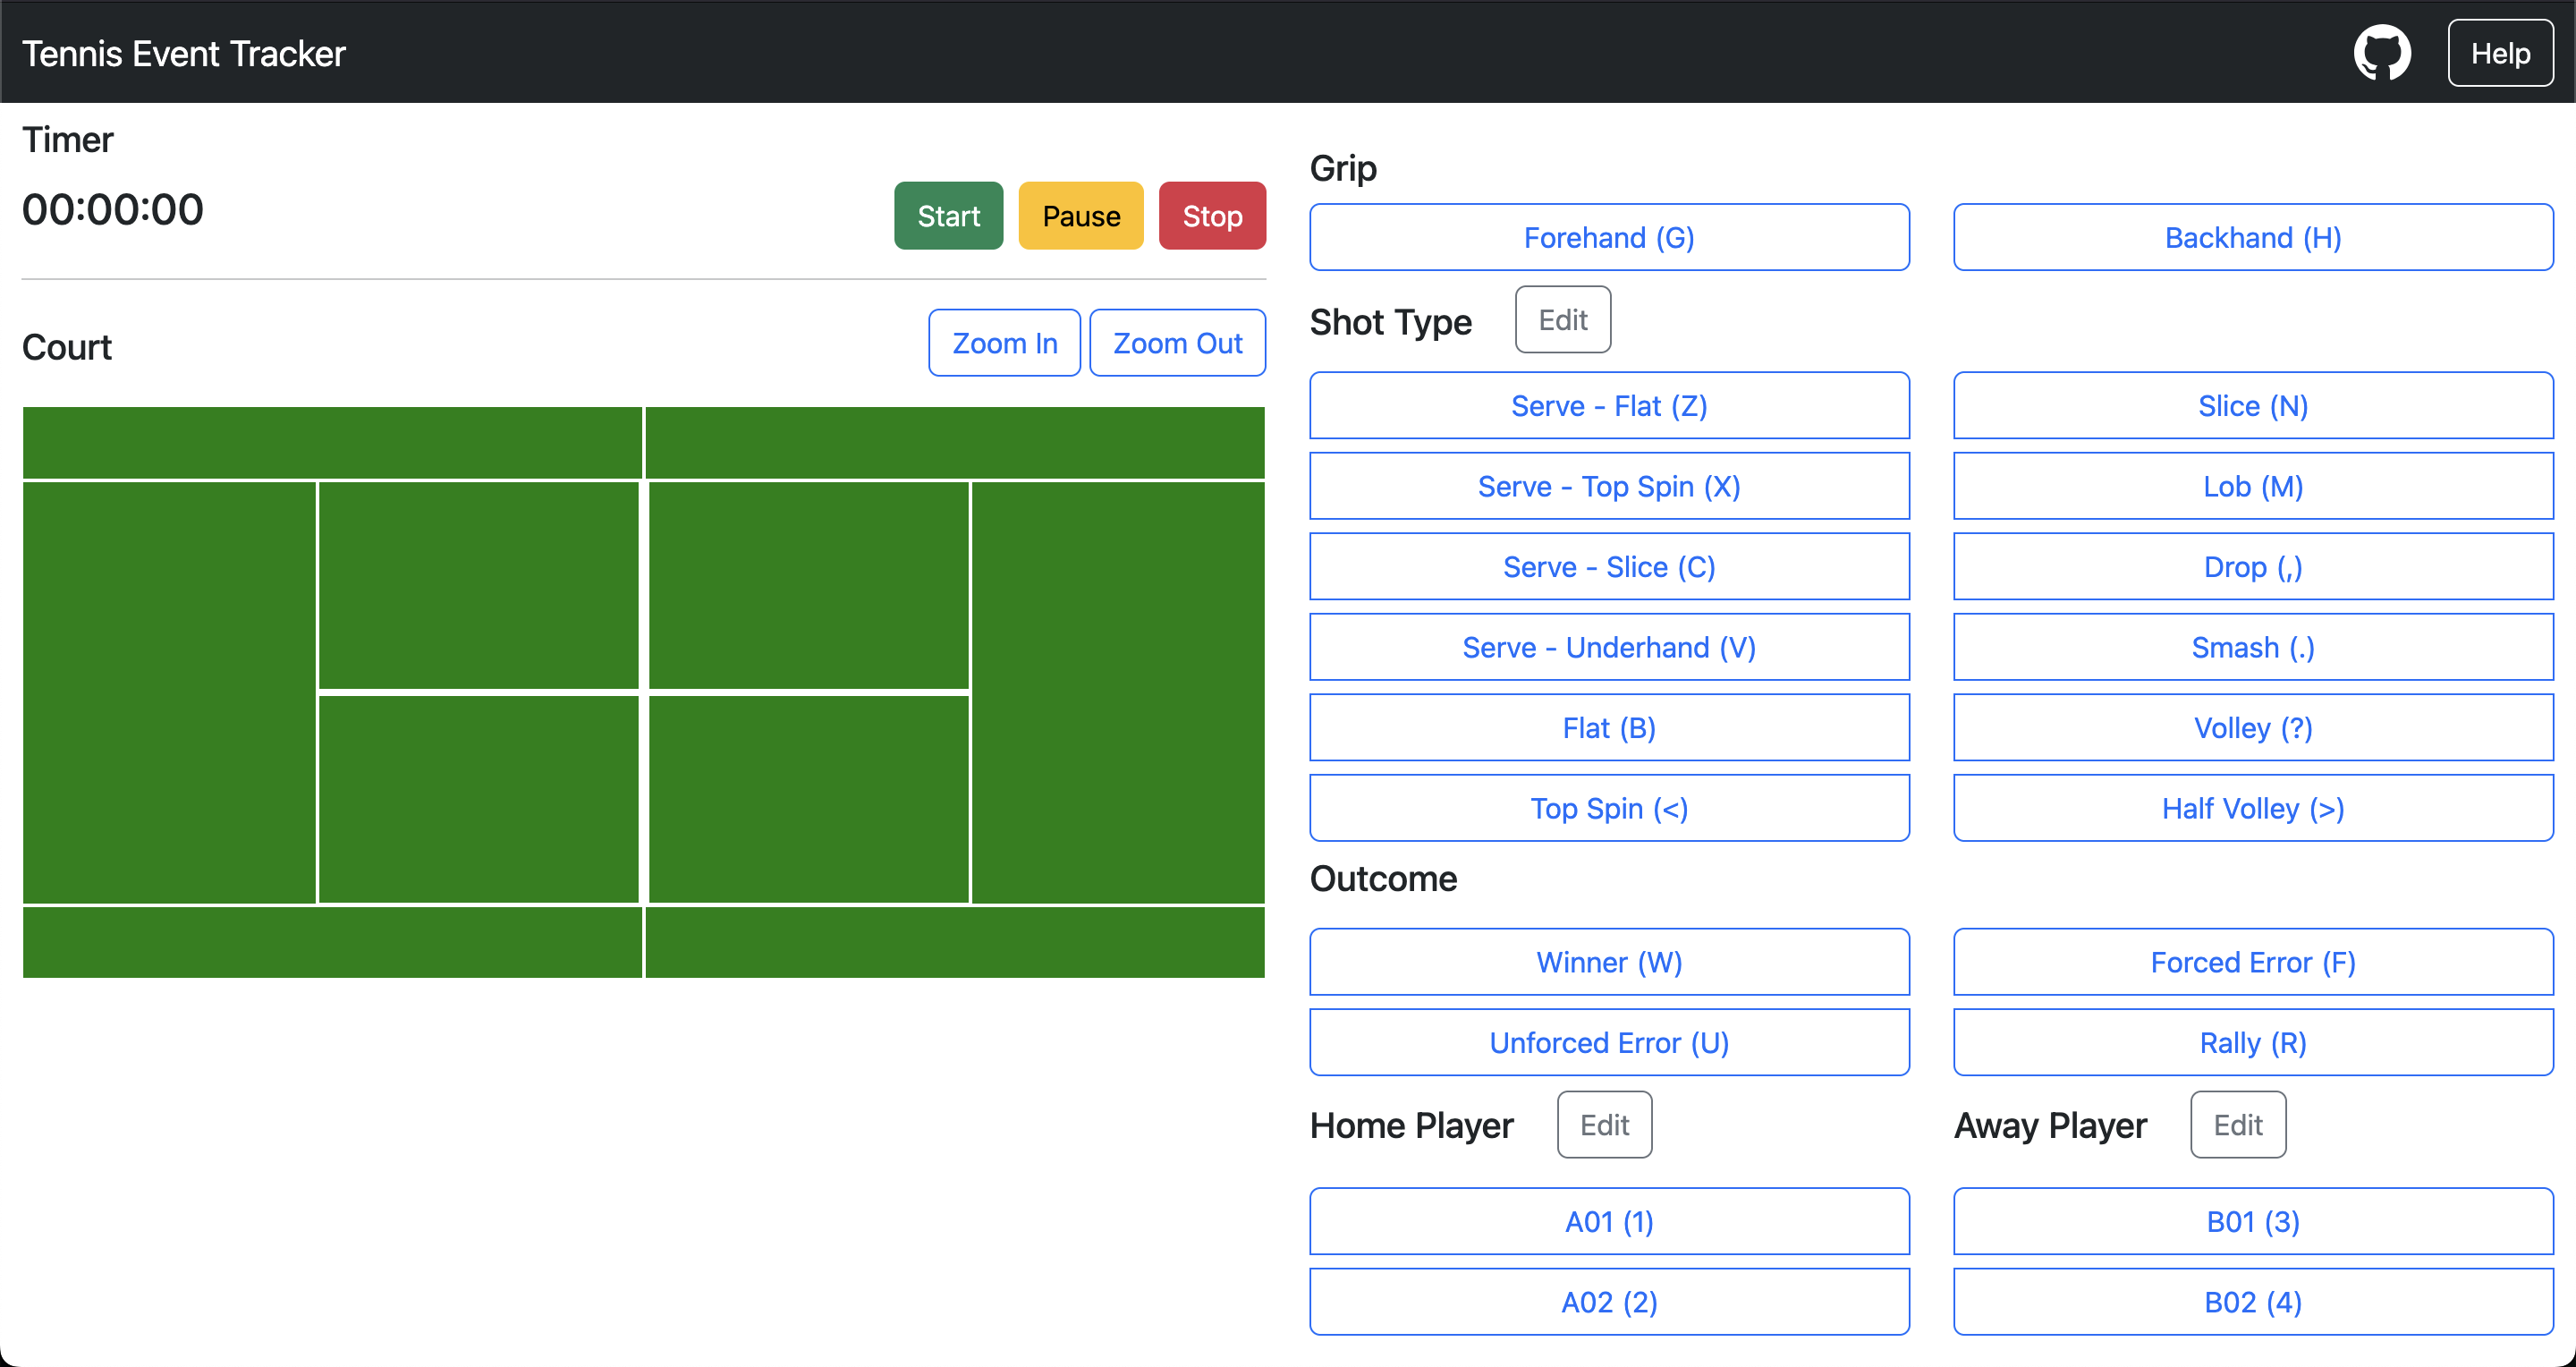 Tennis Event Tracker
Help
Timer
00:00:00
Start
Pause
Stop
Court
Zoom In
Zoom Out
Grip
Forehand (G)
Backhand (H)
Shot Type
Edit
Serve - Flat (Z)
Slice (N)
Serve - Top Spin (X)
Lob (M)
Serve - Slice (C)
Drop (,)
Serve - Underhand (V)
Smash (.)
Flat (B)
Volley (?)
Top Spin (<)
Half Volley (>)
Outcome
Winner (W)
Forced Error (F)
Unforced Error (U)
Rally (R)
Home Player
Edit
Away Player
Edit
A01 (1)
B01 (3)
A02 (2)
B02 (4)